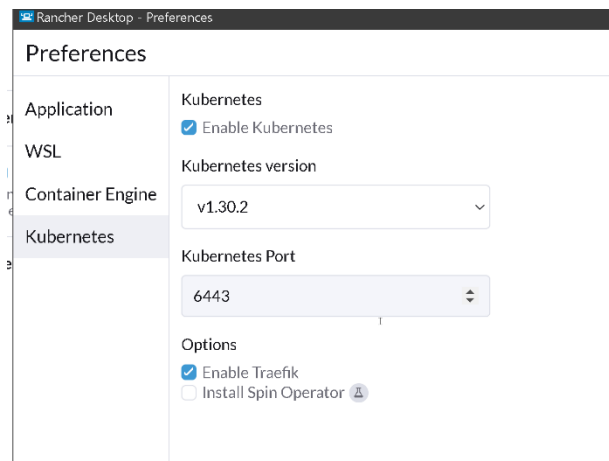 Rancher Desktop - Preferences
Preferences
Application
WSL
Container Engine
Kubernetes
Kubernetes
Enable Kubernetes
Kubernetes version
v1.30.2
Kubernetes Port
6443
Options
Enable Traefik
Install Spin Operator